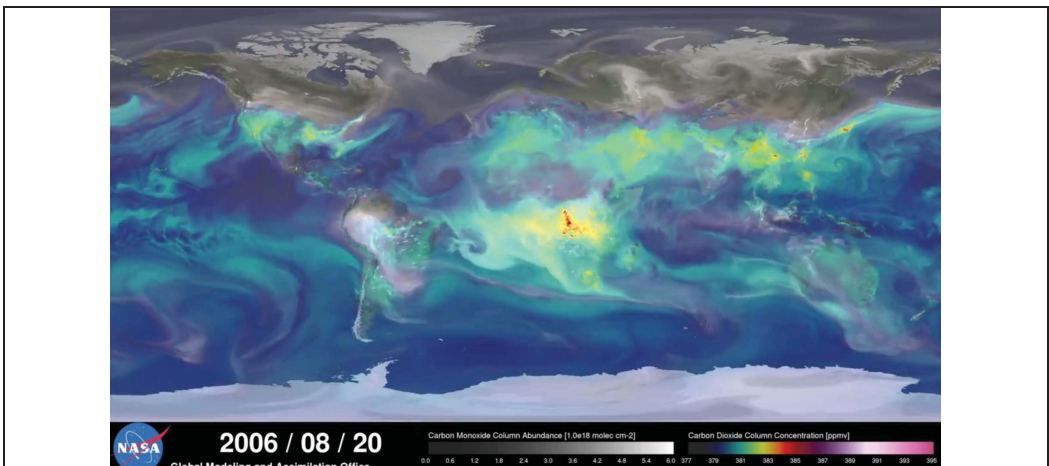 NASA
2006 / 08 / 20
Global Modeling and Assimilation Office
Carbon Monoxide Column Abundance [1.0e18 molec cm-2]
0.0 0.6 1.2 1.8 2.4 3.0 3.6 4.2 4.8 5.4 6.0
Carbon Dioxide Column Concentration [ppmv]
377 379 381 383 385 387 389 391 393 395